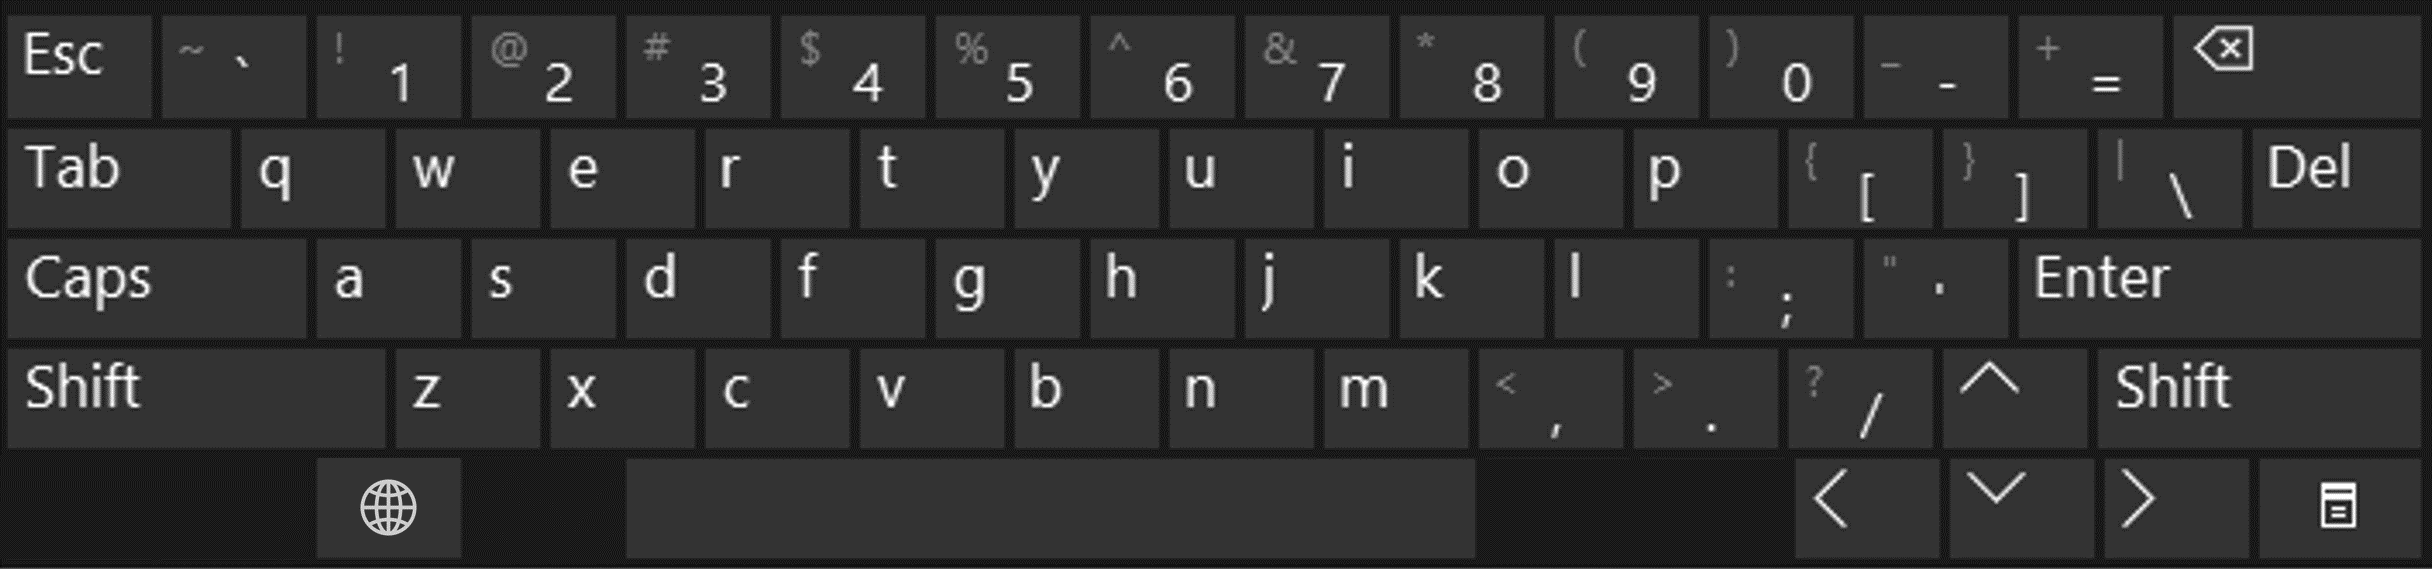 Esc ~ ` ! 1 @ 2 # 3 $ 4 % 5 ^ 6 & 7 * 8 ( 9 ) 0 _ - + =
Tab q w e r t y u i o p { [ } ] | \ Del
Caps a s d f g h j k l : ; " ' Enter
Shift z x c v b n m < , > . ? / Shift